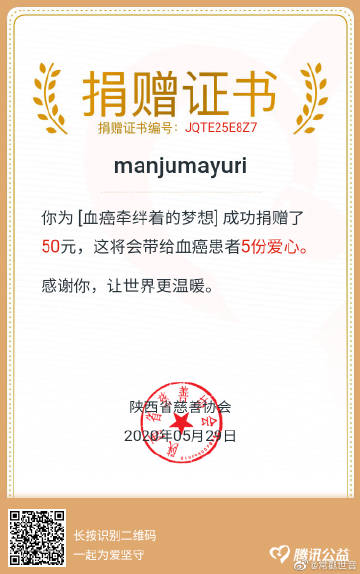 捐赠证书
捐赠证书编号：JQTE25E8Z7
manjumayuri
你为 [血癌牵绊着的梦想] 成功捐赠了
50元，这将会带给血癌患者5份爱心。
感谢你，让世界更温暖。
陕西省慈善协会
2020年05月29日
长按识别二维码
一起为爱坚守
腾讯公益